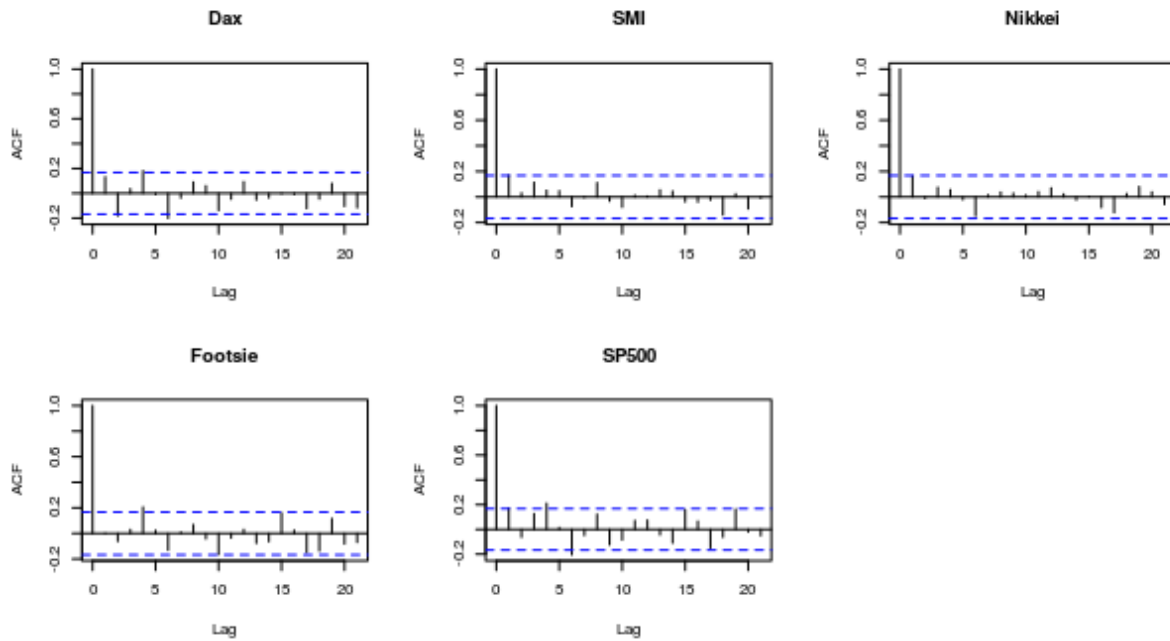 Dax SMI Nikkei
ACF -0.2 0.2 0.6 1.0 ACF -0.2 0.2 0.6 1.0 ACF -0.2 0.2 0.6 1.0
0 5 10 15 20 0 5 10 15 20 0 5 10 15 20
Lag Lag Lag
Footsie SP500
ACF -0.2 0.2 0.6 1.0 ACF -0.2 0.2 0.6 1.0
0 5 10 15 20 0 5 10 15 20
Lag Lag